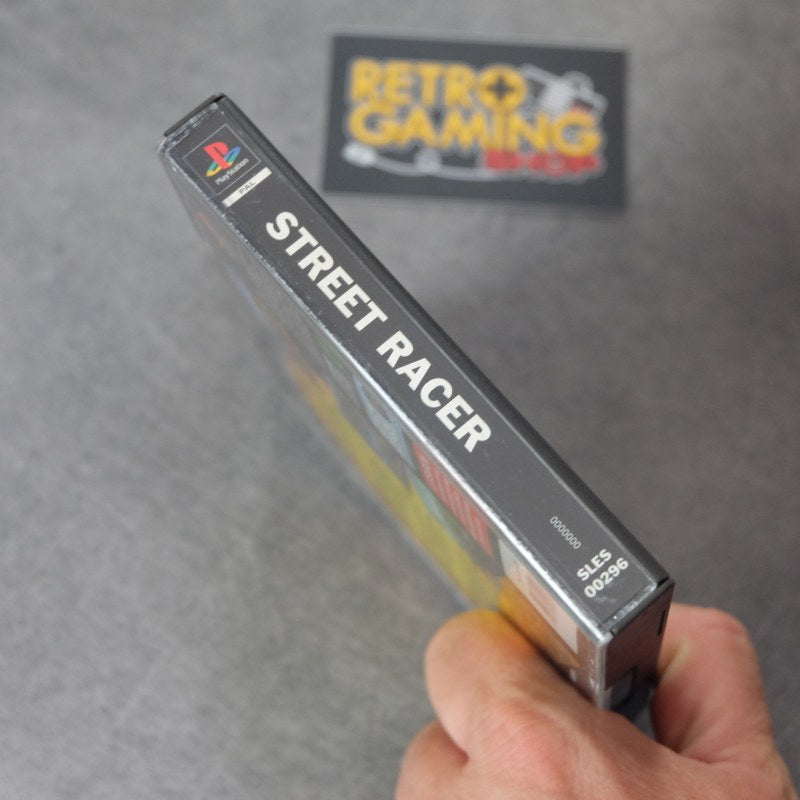 RETRO
GAMING
SHOP
PlayStation
PAL
STREET RACER
0000000
SLES
00296